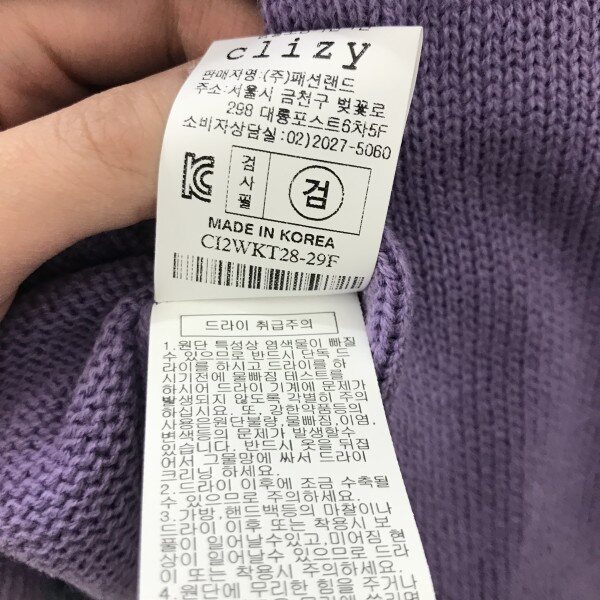 clizy
판매자명:(주)패션랜드
주소:서울시 금천구 벚꽃로
298 대륭포스트6차5F
소비자상담실:02)2027-5060
검사필
검
MADE IN KOREA
C12WKT28-29F
드라이 취급주의
1.원단 특성상 염색물이 빠질
수 있으므로 반드시 단독 드
라이를 하시고 드라이를 하
시기전에 물빠짐 테스트를
하시어 드라이 기계에 문제가
발생되지 않도록 각별히 주의
하십시요. 또, 강한약품등의
사용은원단불량,물빠짐,이염.
변색등의 문제가 발생할수
있습니다. 반드시 옷을 뒤집
어서 그물망에 싸서 드라이
크리닝 하세요.
2.드라이 이후에 조금 수축될
수 있으므로 주의하세요.
3.가방,핸드백등의 마찰이나
드라이 이후 또는 착용시 보
풀이 일어날수있고,미어짐 현
상이 일어날수 있으므로 드라
이 또는 착용시 주의하세요.
4.원단에 무리한 힘을 주거나